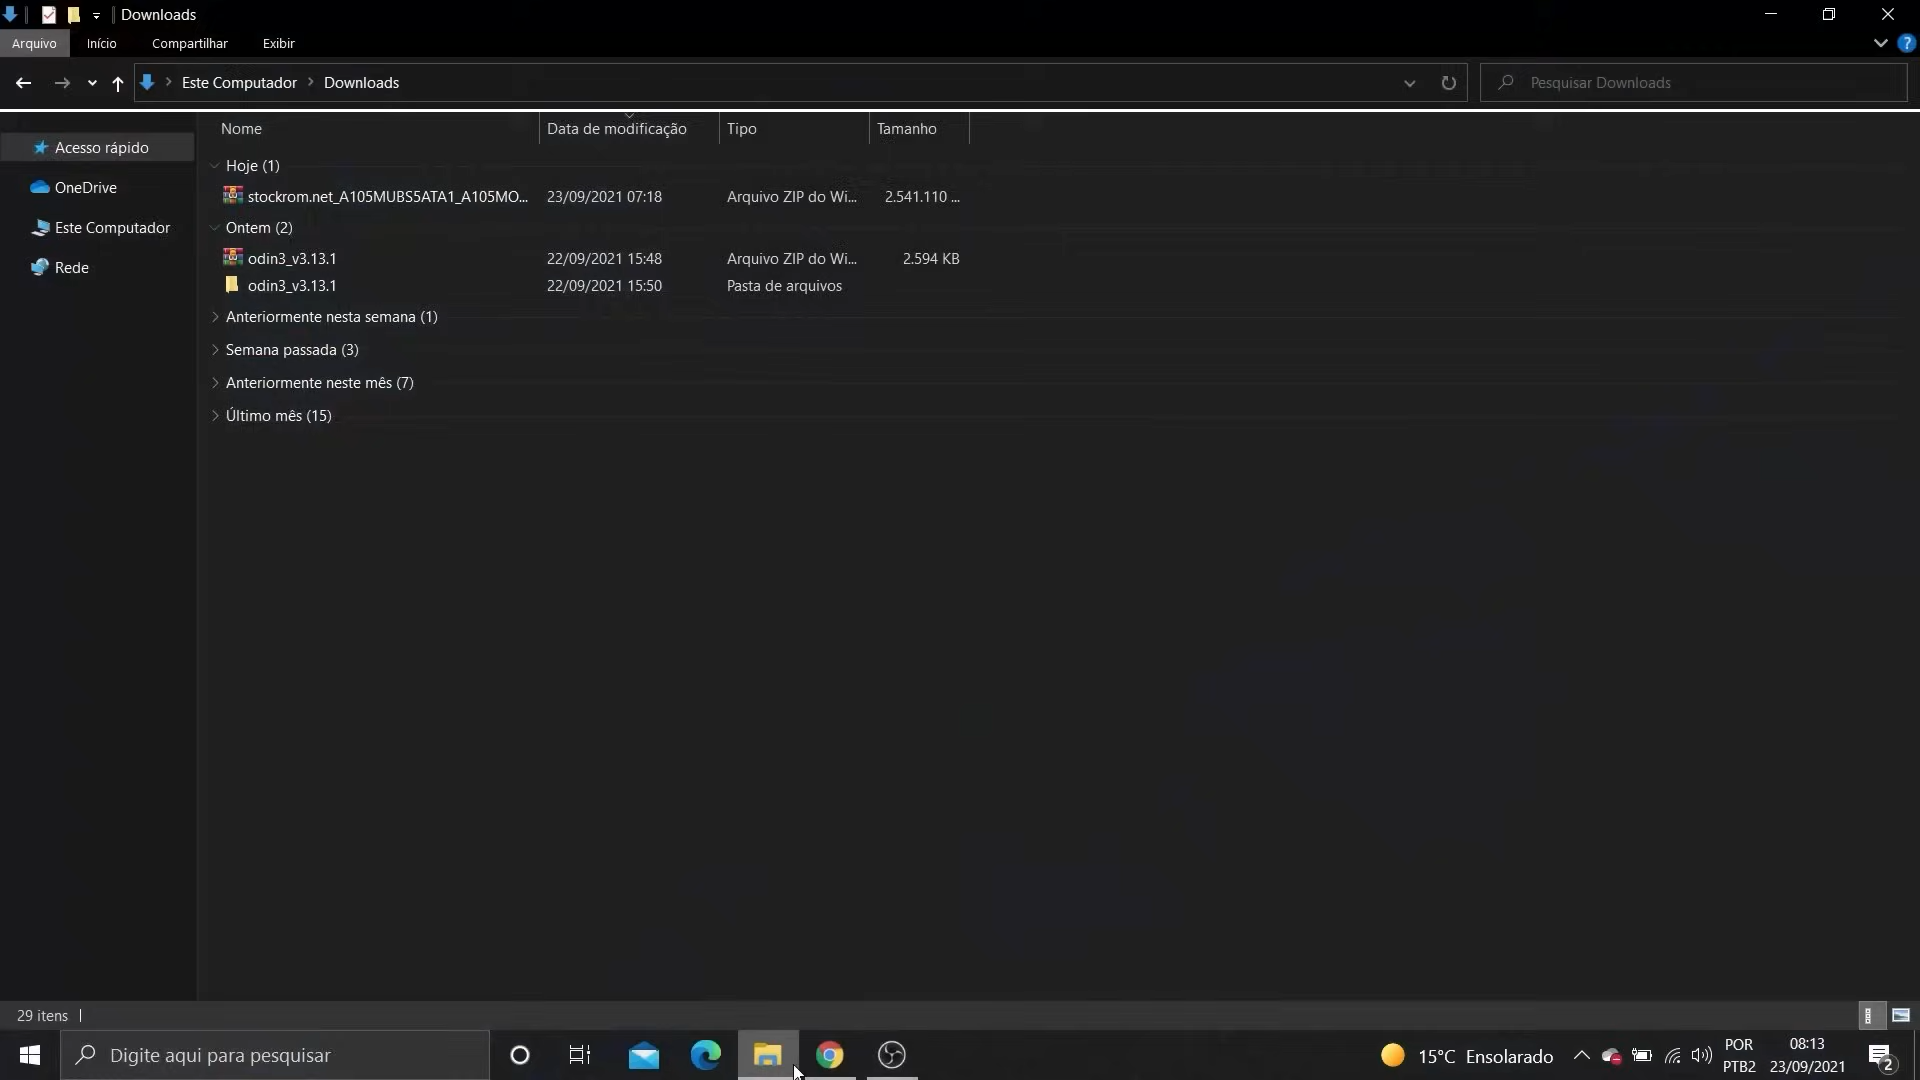 Downloads
Arquivo Início Compartilhar Exibir
Este Computador Downloads
Pesquisar Downloads
Nome Data de modificação Tipo Tamanho
Acesso rápido
OneDrive
Este Computador
Rede
Hoje (1)
stockrom.net_A105MUBS5ATA1_A105MO... 23/09/2021 07:18 Arquivo ZIP do Wi... 2.541.110 ...
Ontem (2)
odin3_v3.13.1 22/09/2021 15:48 Arquivo ZIP do Wi... 2.594 KB
odin3_v3.13.1 22/09/2021 15:50 Pasta de arquivos
Anteriormente nesta semana (1)
Semana passada (3)
Anteriormente neste mês (7)
Último mês (15)
29 itens
Digite aqui para pesquisar
15°C Ensolarado
POR
PTB2
08:13
23/09/2021
2